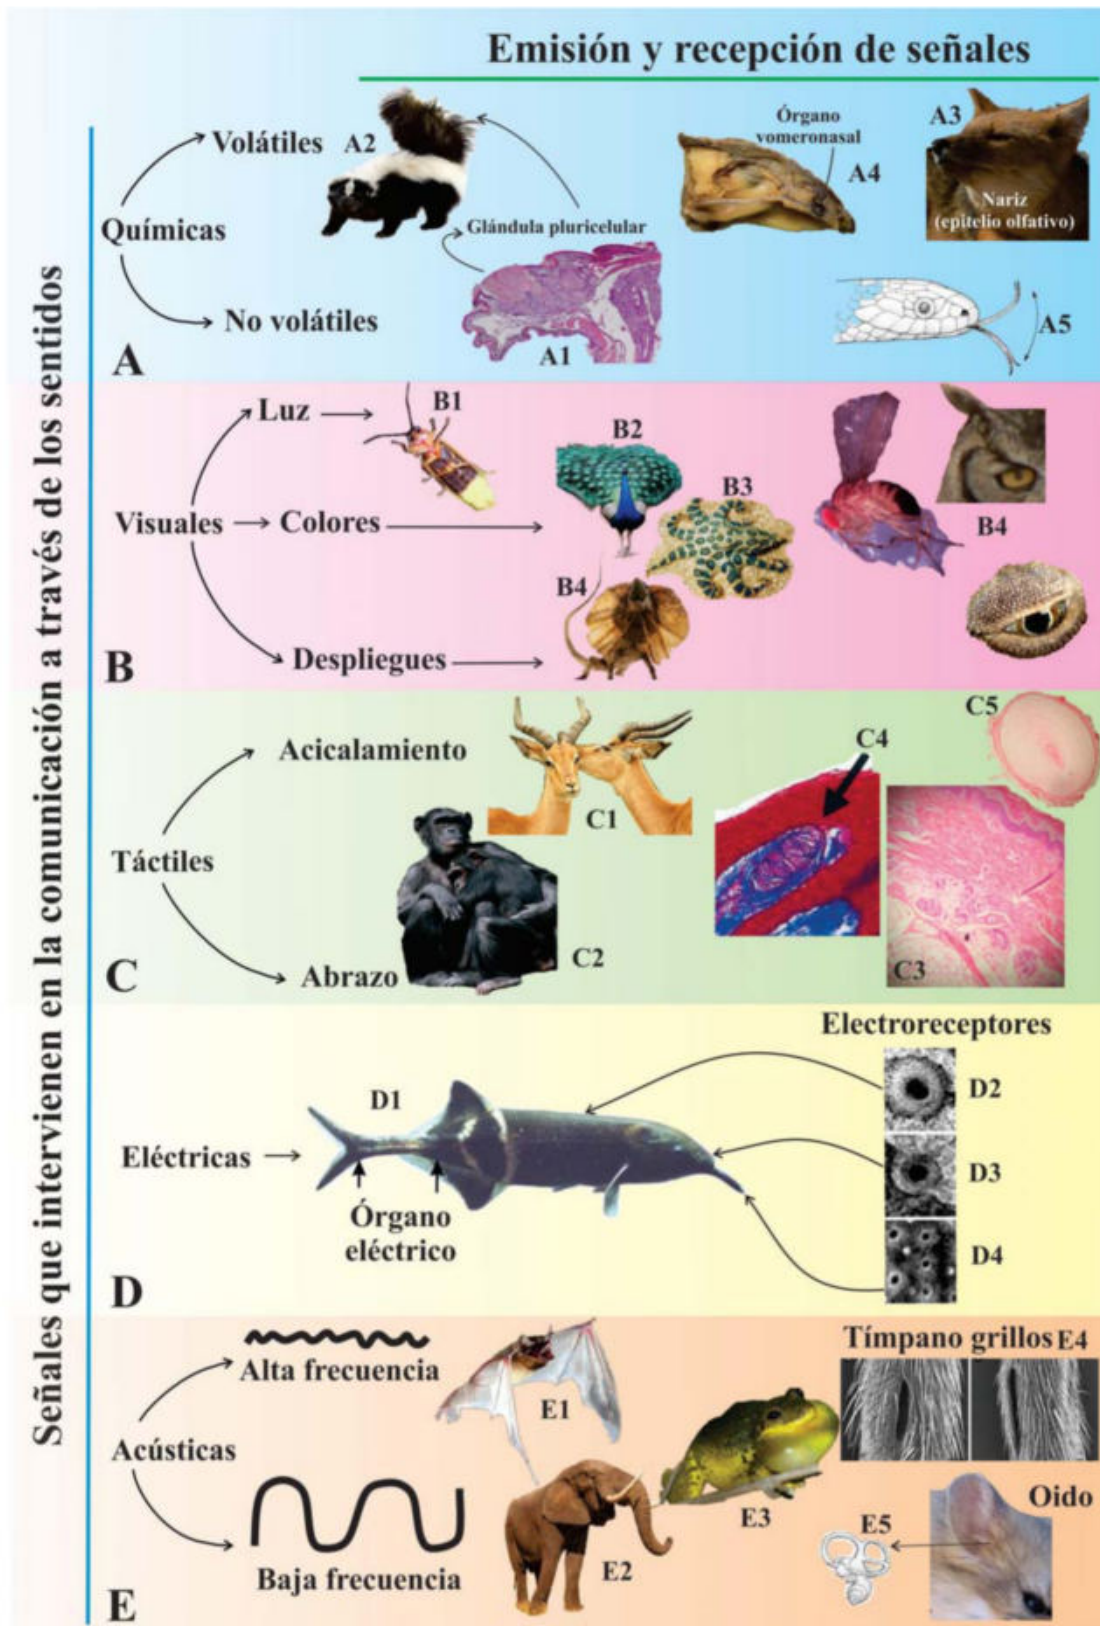 Emisión y recepción de señales
Señales que intervienen en la comunicación a través de los sentidos
Químicas
Volátiles
No volátiles
A2
Glándula pluricelular
A1
Órgano
vomeronasal
A4
A3
Nariz
(epitelio olfativo)
A5
A
Visuales
Luz
B1
Colores
B2
B3
B4
Despliegues
B4
B
Táctiles
Acicalamiento
C1
Abrazo
C2
C4
C5
C3
C
Electroreceptores
Eléctricas
D1
Órgano
eléctrico
D2
D3
D4
D
Acústicas
Alta frecuencia
E1
Baja frecuencia
E2
E3
Tímpano grillos E4
Oido
E5
E